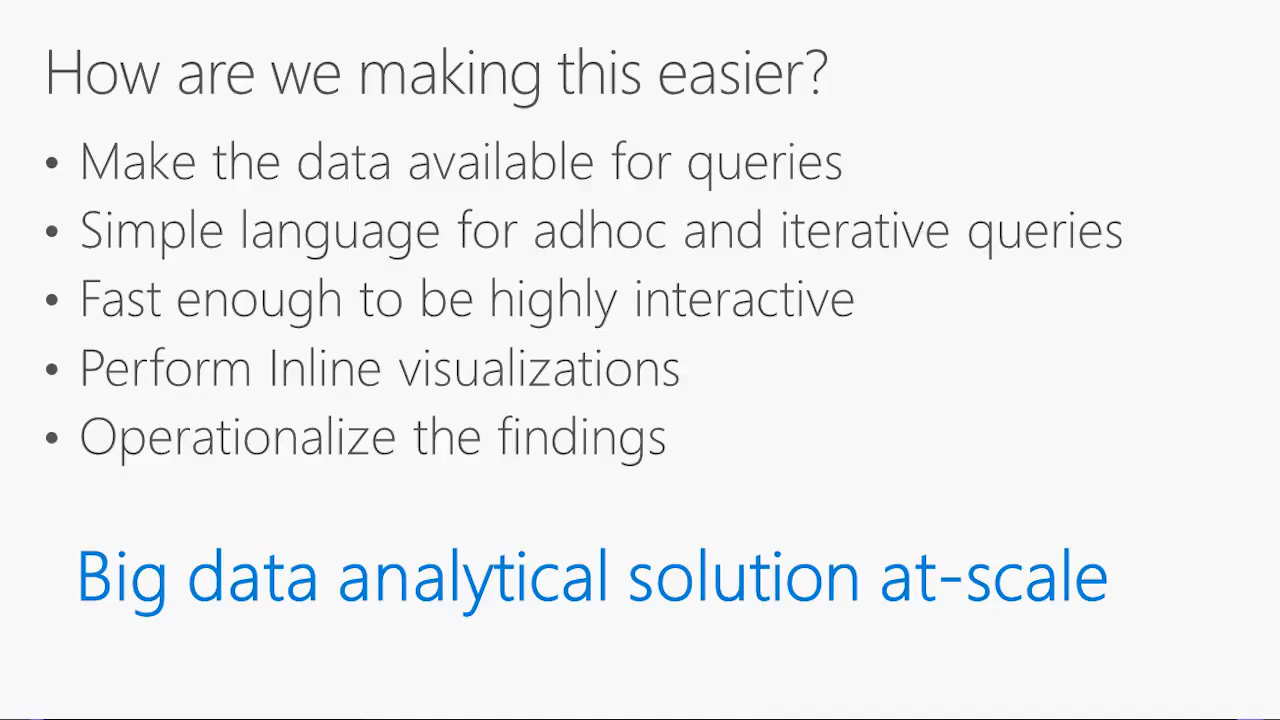 How are we making this easier?
• Make the data available for queries
• Simple language for adhoc and iterative queries
• Fast enough to be highly interactive
• Perform Inline visualizations
• Operationalize the findings
Big data analytical solution at-scale